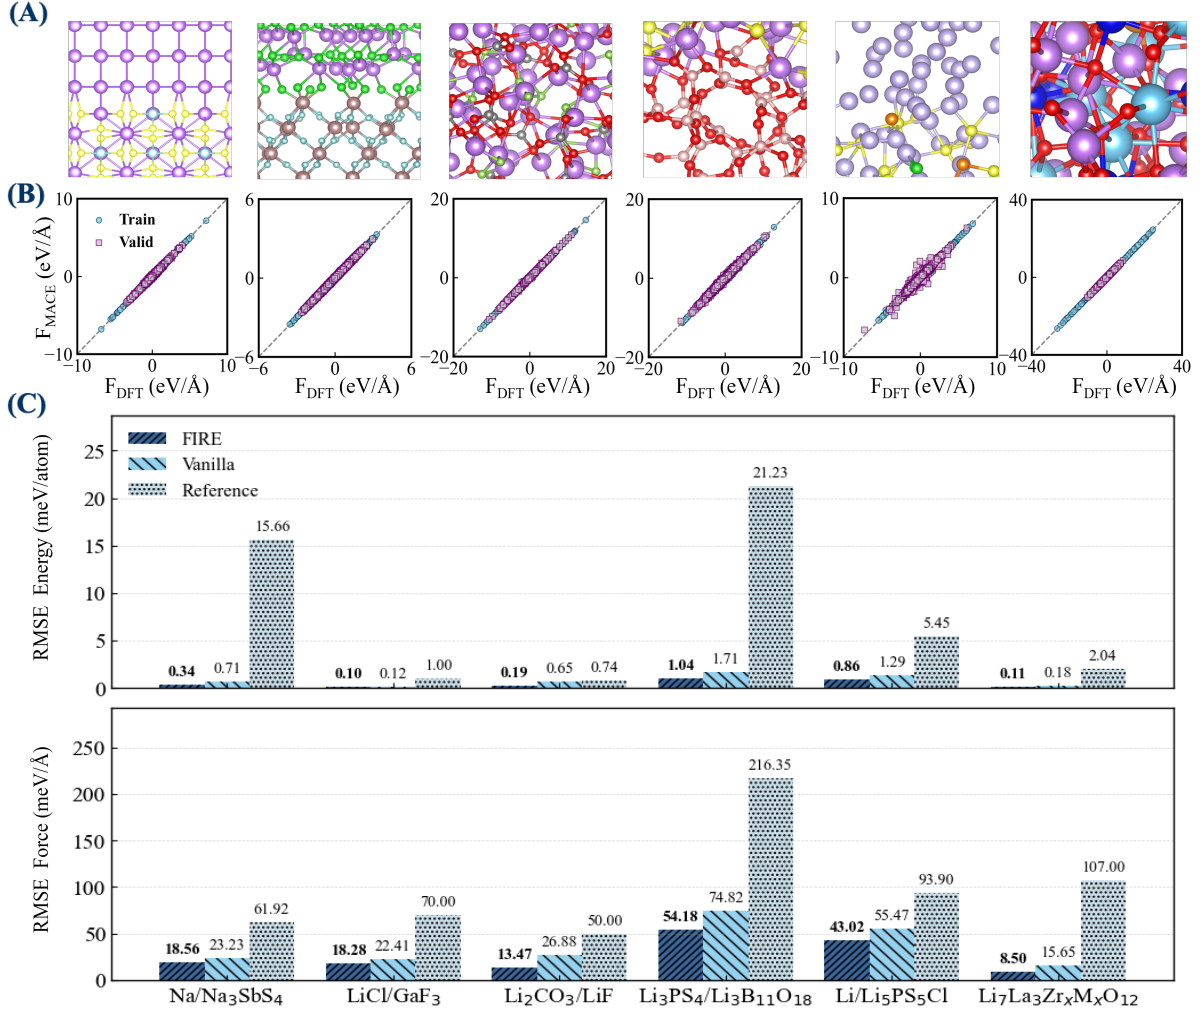 (A)
(B)
10
0
−10
−10
0
10
F_MACE (eV/Å)
F_DFT (eV/Å)
Train
Valid
6
0
−6
−6
0
6
F_DFT (eV/Å)
20
0
−20
−20
0
20
F_DFT (eV/Å)
20
0
−20
−20
0
20
F_DFT (eV/Å)
10
0
−10
−10
0
10
F_DFT (eV/Å)
40
0
−40
−40
0
40
F_DFT (eV/Å)
(C)
RMSE Energy (meV/atom)
25
20
15
10
5
0
FIRE
Vanilla
Reference
0.34 0.71 15.66
0.10 0.12 1.00
0.19 0.65 0.74
1.04 1.71 21.23
0.86 1.29 5.45
0.11 0.18 2.04
RMSE Force (meV/Å)
250
200
150
100
50
0
18.56 23.23 61.92
18.28 22.41 70.00
13.47 26.88 50.00
54.18 74.82 216.35
43.02 55.47 93.90
8.50 15.65 107.00
Na/Na₃SbS₄
LiCl/GaF₃
Li₂CO₃/LiF
Li₃PS₄/Li₃B₁₁O₁₈
Li/Li₅PS₅Cl
Li₇La₃ZrₓMₓO₁₂